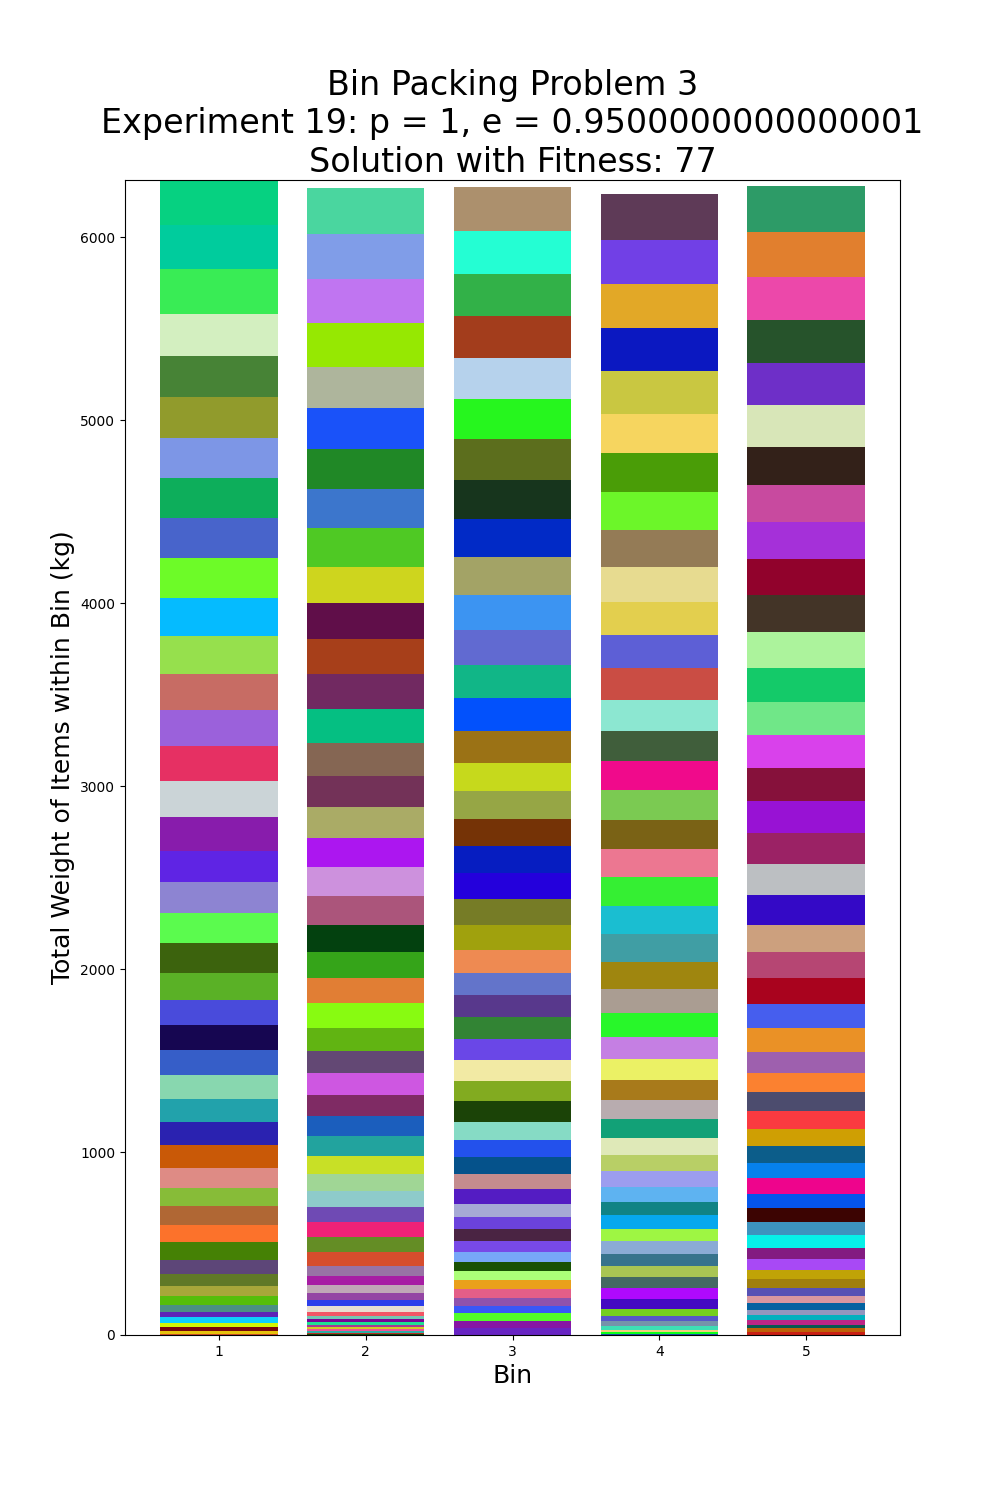 Bin Packing Problem 3
Experiment 19: p = 1, e = 0.9500000000000001
Solution with Fitness: 77
Total Weight of Items within Bin (kg)
6000
5000
4000
3000
2000
1000
0
1 2 3 4 5
Bin